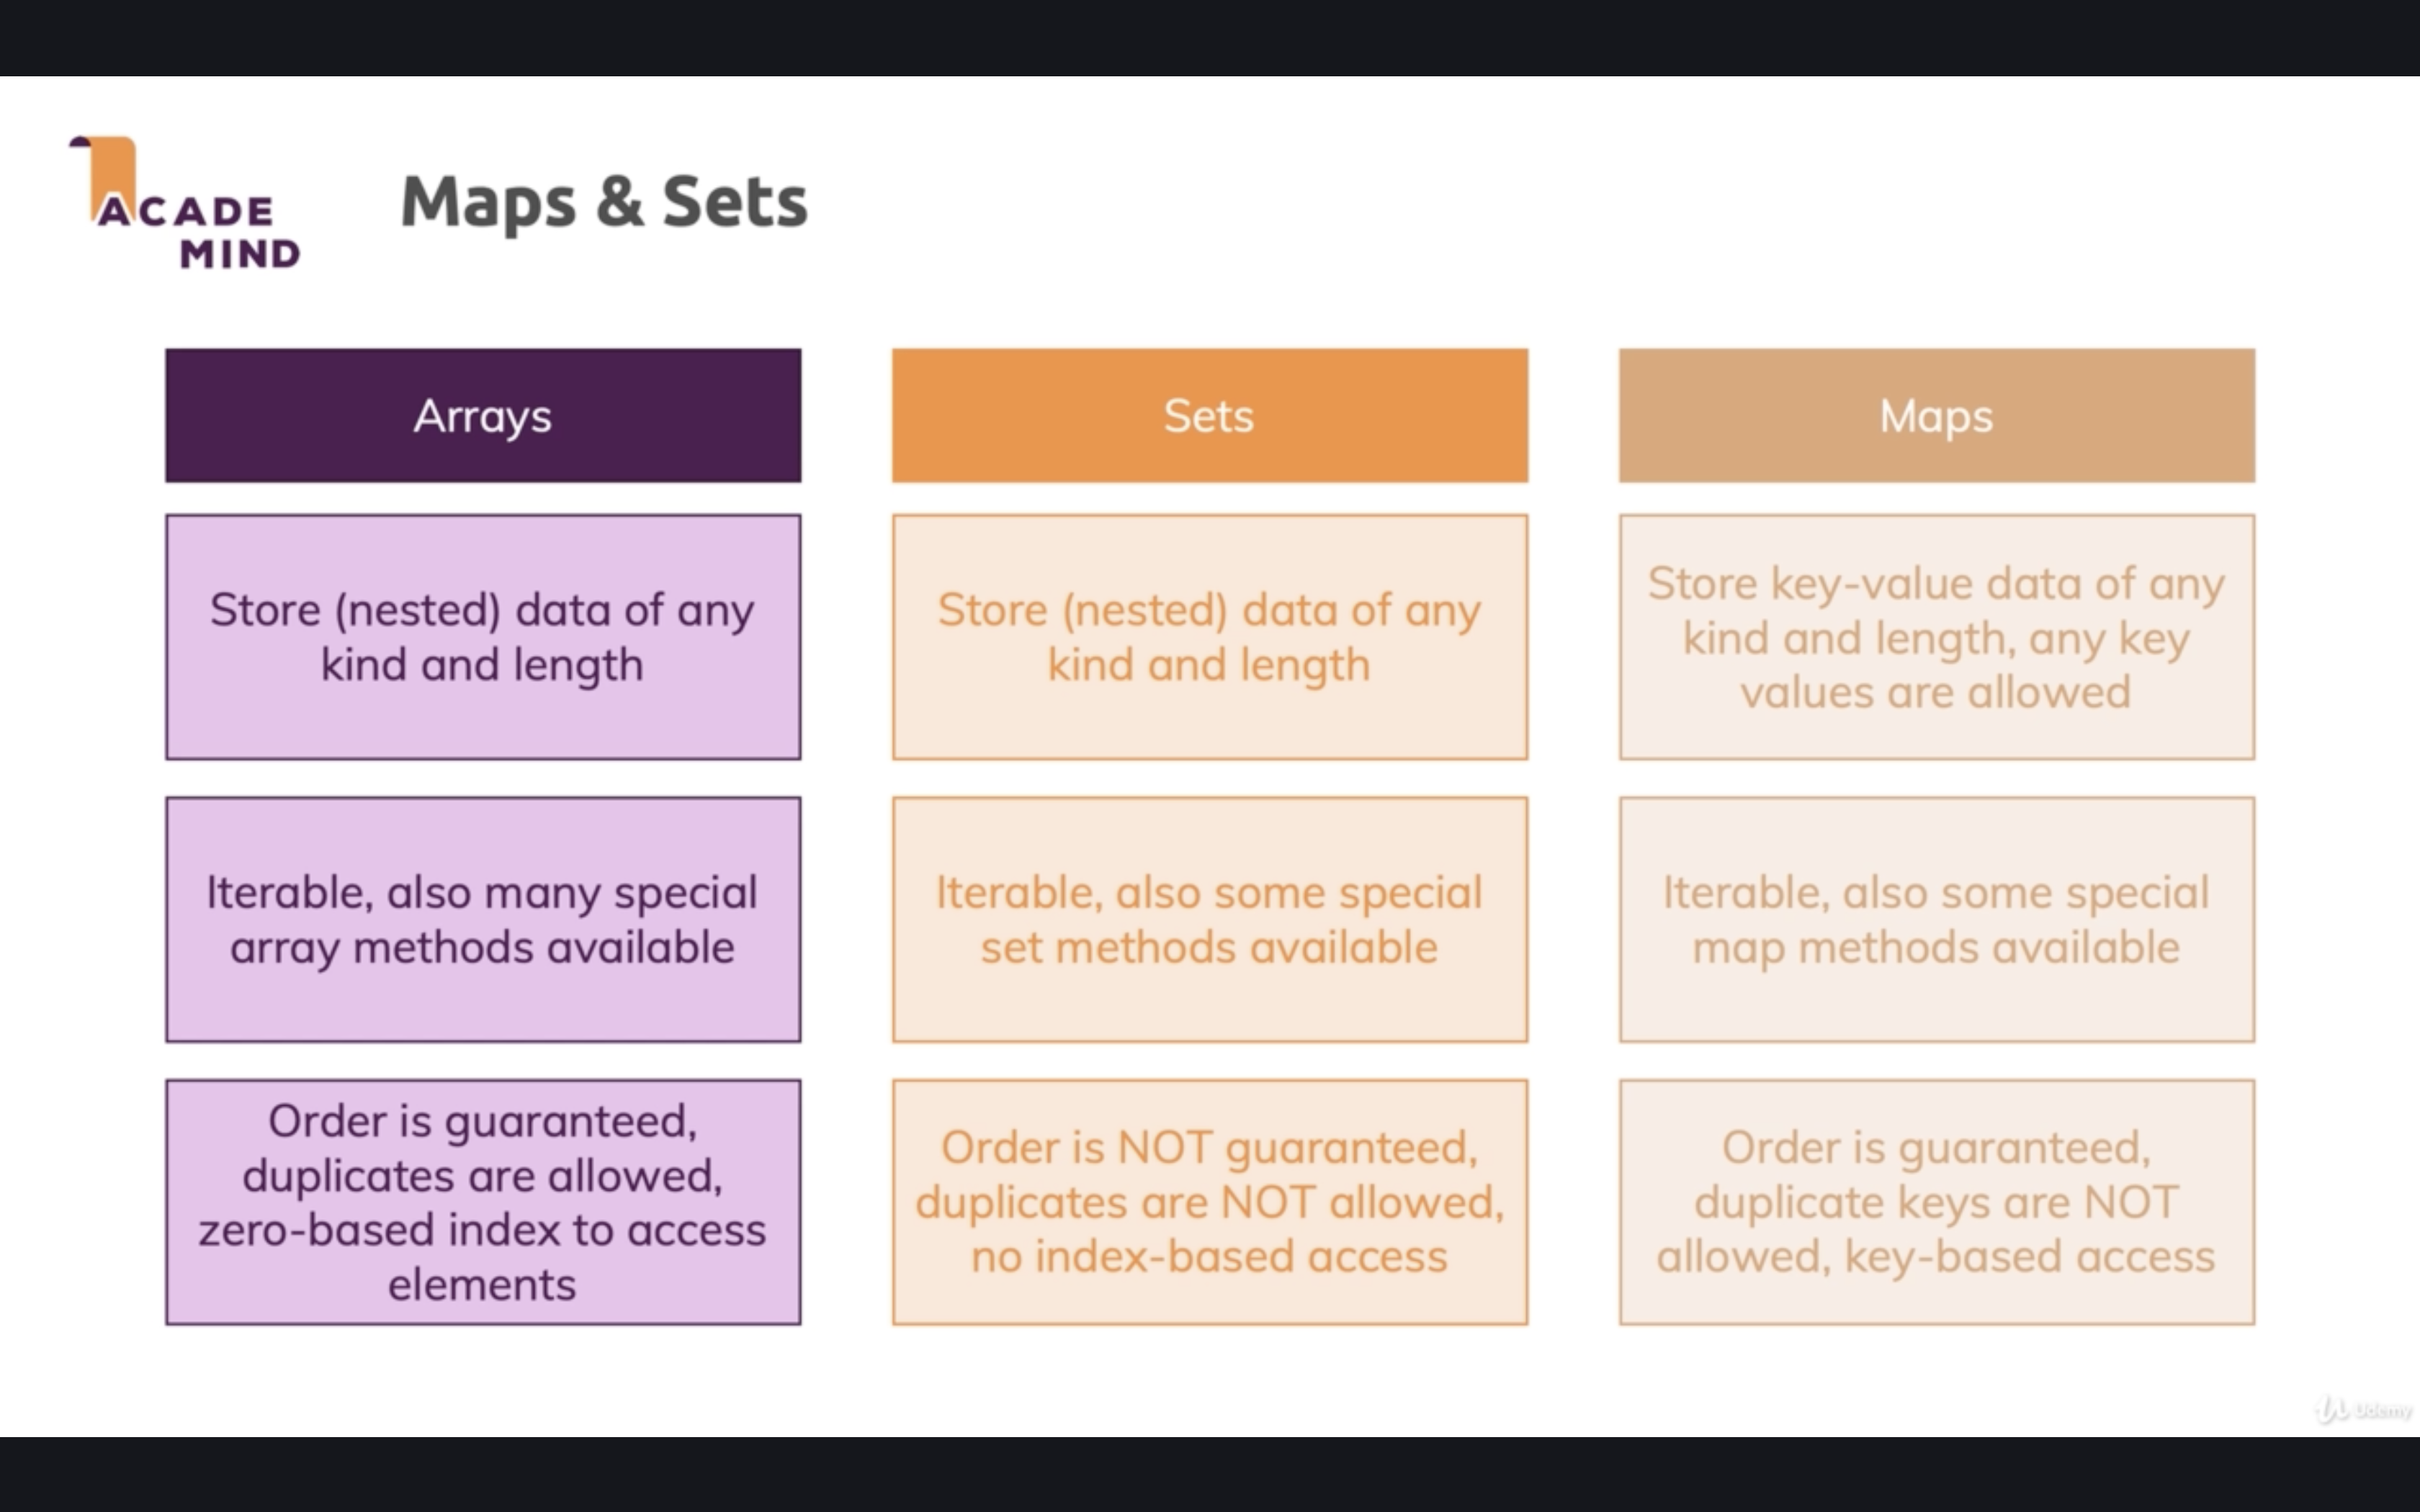 ACADE
MIND
Maps & Sets
Arrays
Store (nested) data of any
kind and length
Iterable, also many special
array methods available
Order is guaranteed,
duplicates are allowed,
zero-based index to access
elements
Sets
Store (nested) data of any
kind and length
Iterable, also some special
set methods available
Order is NOT guaranteed,
duplicates are NOT allowed,
no index-based access
Maps
Store key-value data of any
kind and length, any key
values are allowed
Iterable, also some special
map methods available
Order is guaranteed,
duplicate keys are NOT
allowed, key-based access
Udemy